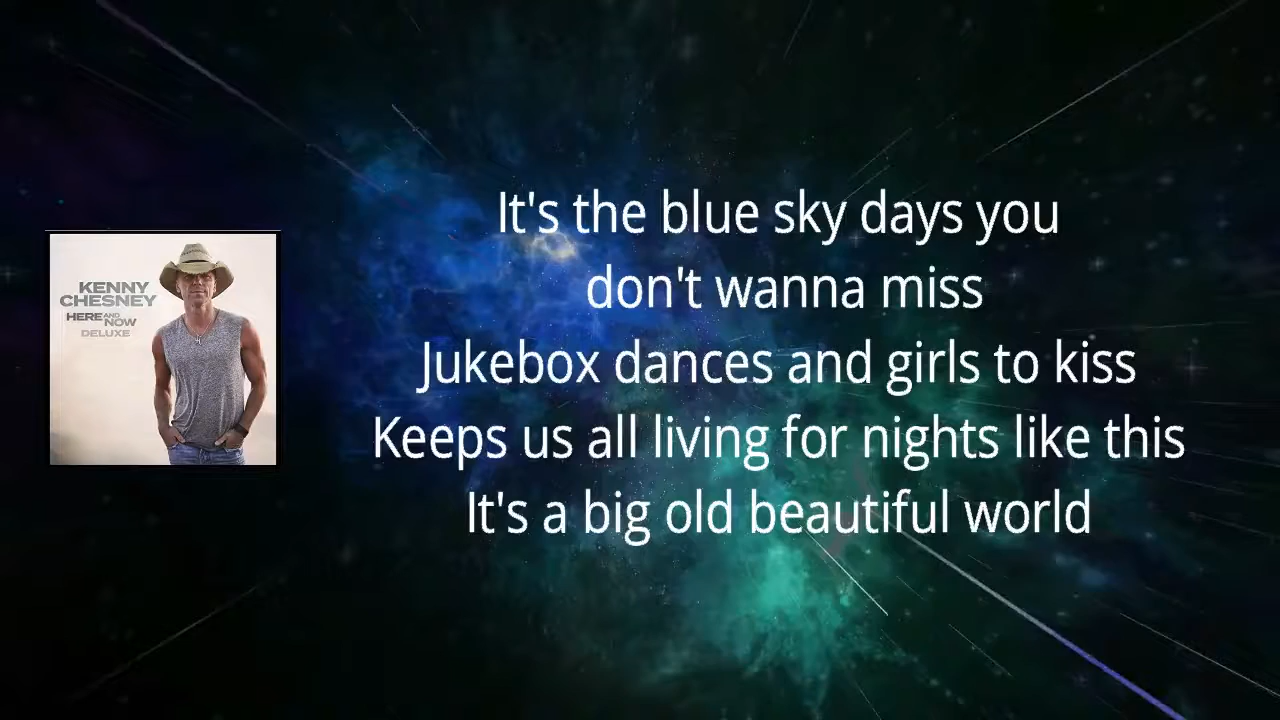 KENNY
CHESNEY
HERE AND NOW
DELUXE
It's the blue sky days you
don't wanna miss
Jukebox dances and girls to kiss
Keeps us all living for nights like this
It's a big old beautiful world